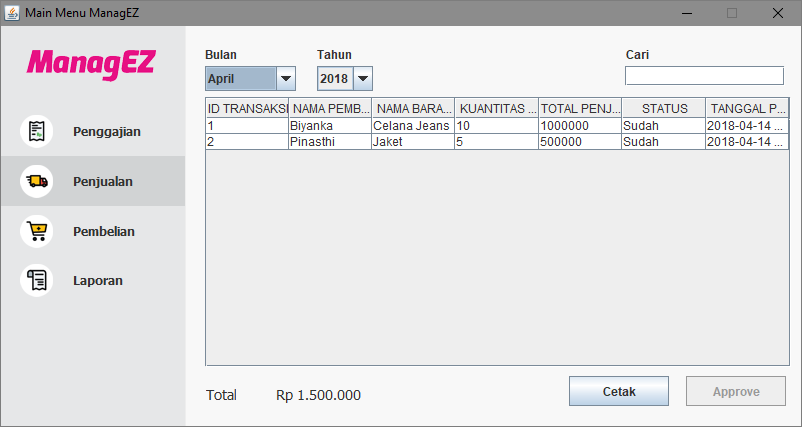 Main Menu ManagEZ
ManagEZ
Penggajian
Penjualan
Pembelian
Laporan
Bulan Tahun Cari
April 2018
ID TRANSAKSI NAMA PEMB... NAMA BARA... KUANTITAS ... TOTAL PENJ... STATUS TANGGAL P...
1 Biyanka Celana Jeans 10 1000000 Sudah 2018-04-14 ...
2 Pinasthi Jaket 5 500000 Sudah 2018-04-14 ...
Total Rp 1.500.000 Cetak Approve